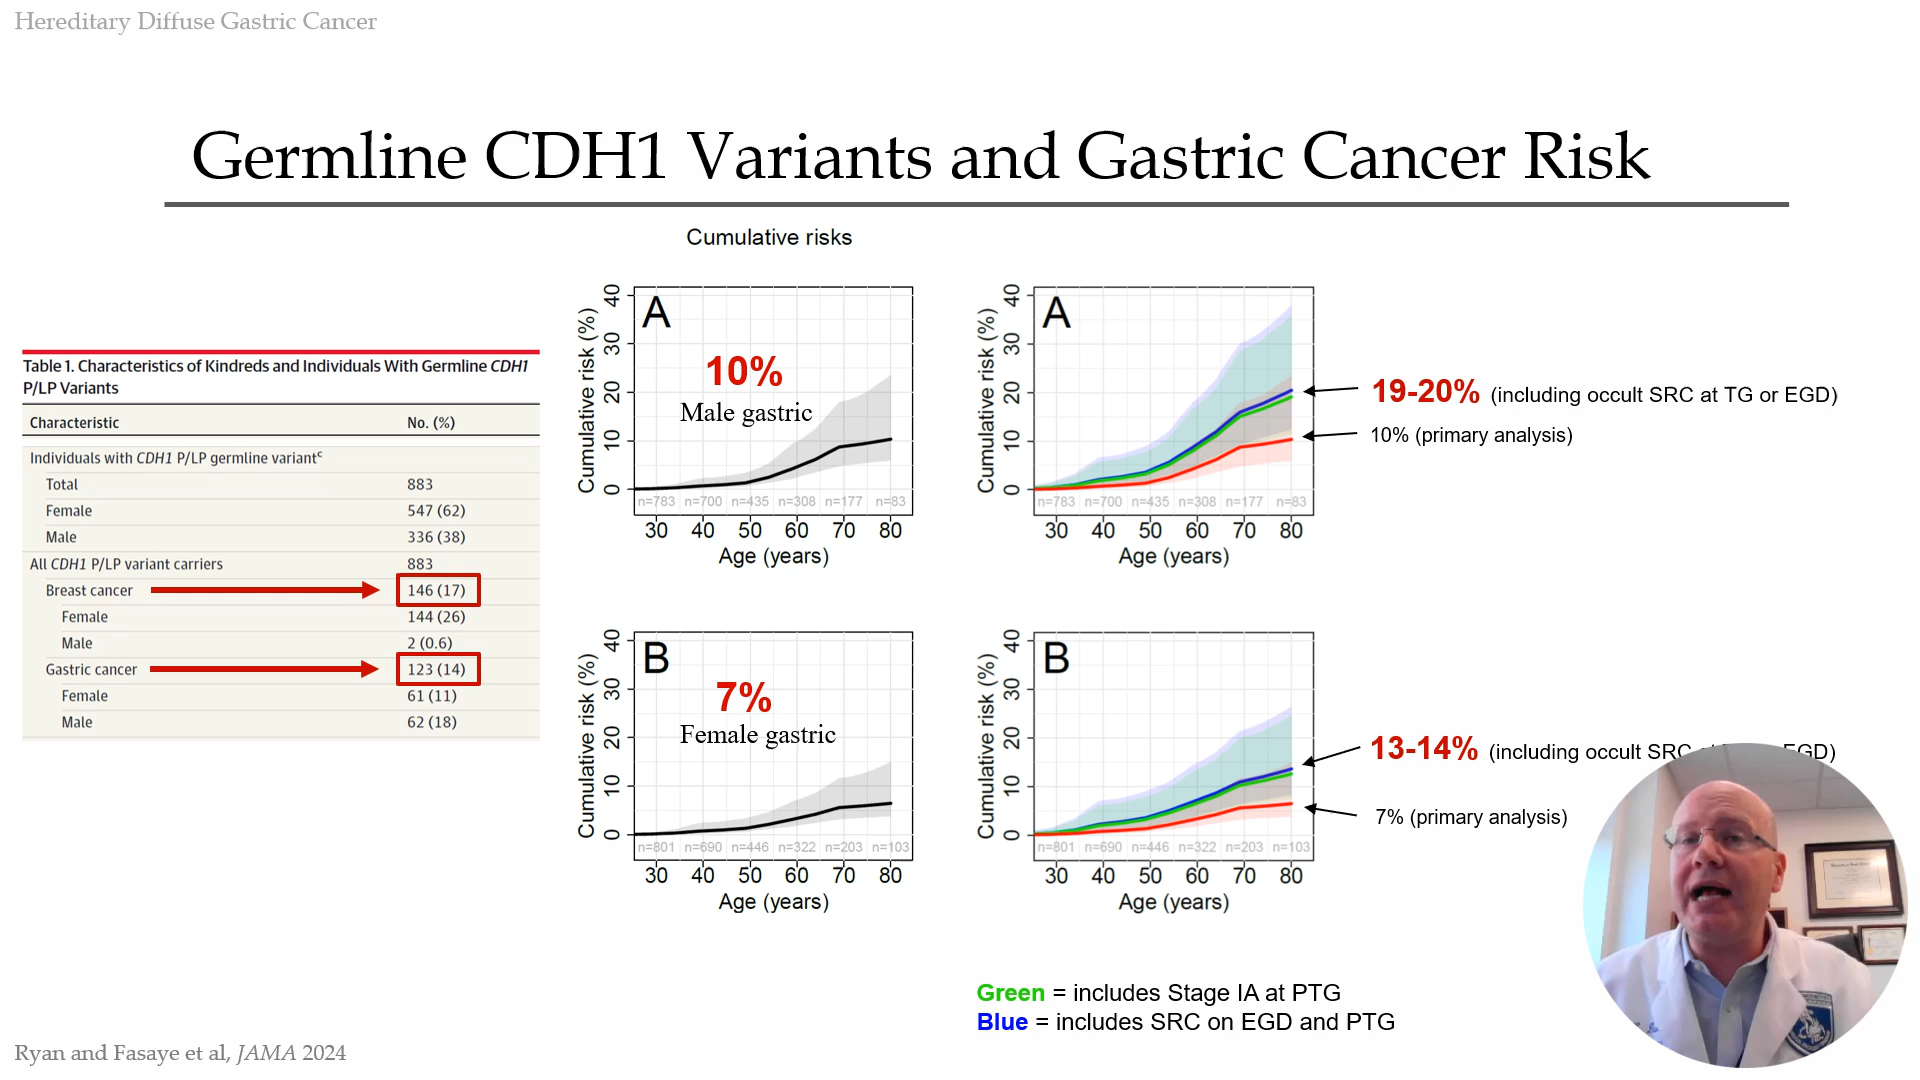 Hereditary Diffuse Gastric Cancer
Germline CDH1 Variants and Gastric Cancer Risk
Table 1. Characteristics of Kindreds and Individuals With Germline CDH1
P/LP Variants
Characteristic No. (%)
Individuals with CDH1 P/LP germline variantc
Total 883
Female 547 (62)
Male 336 (38)
All CDH1 P/LP variant carriers 883
Breast cancer 146 (17)
Female 144 (26)
Male 2 (0.6)
Gastric cancer 123 (14)
Female 61 (11)
Male 62 (18)
Cumulative risks
A
10%
Male gastric
Cumulative risk (%)
40
30
20
10
0
n=783 n=700 n=435 n=308 n=177 n=83
30 40 50 60 70 80
Age (years)
A
Cumulative risk (%)
40
30
20
10
0
n=783 n=700 n=435 n=308 n=177 n=83
30 40 50 60 70 80
Age (years)
19-20% (including occult SRC at TG or EGD)
10% (primary analysis)
B
7%
Female gastric
Cumulative risk (%)
40
30
20
10
0
n=801 n=690 n=446 n=322 n=203 n=103
30 40 50 60 70 80
Age (years)
B
Cumulative risk (%)
40
30
20
10
0
n=801 n=690 n=446 n=322 n=203 n=103
30 40 50 60 70 80
Age (years)
13-14% (including occult SRC EGD)
7% (primary analysis)
Green = includes Stage IA at PTG
Blue = includes SRC on EGD and PTG
Ryan and Fasaye et al, JAMA 2024